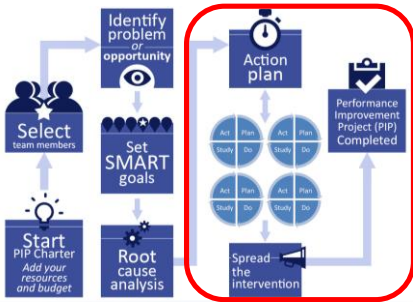 Identify
problem
or
opportunity
Select
team members
Set
SMART
goals
Start
PIP Charter
Add your
resources
and budget
Root
cause
analysis
Action
plan
Act Plan
Study Do
Act Plan
Study Do
Act Plan
Study Do
Act Plan
Study Do
Spread
the
intervention
Performance
Improvement
Project (PIP)
Completed